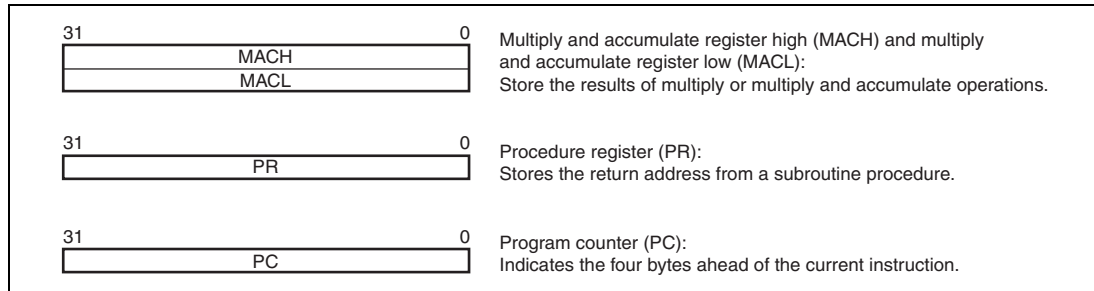 31 0
MACH
MACL
Multiply and accumulate register high (MACH) and multiply
and accumulate register low (MACL):
Store the results of multiply or multiply and accumulate operations.
31 0
PR
Procedure register (PR):
Stores the return address from a subroutine procedure.
31 0
PC
Program counter (PC):
Indicates the four bytes ahead of the current instruction.